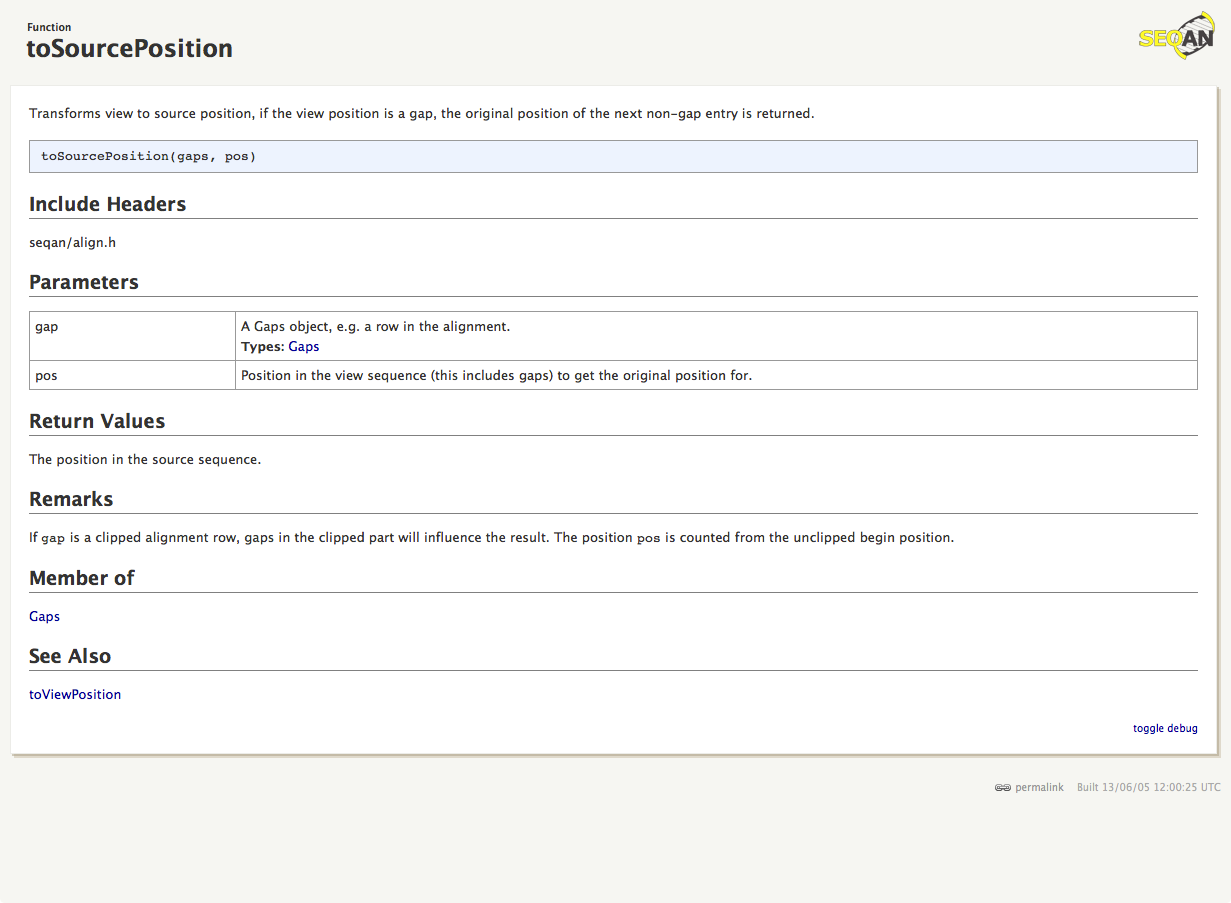 Function
toSourcePosition
SEQAN
Transforms view to source position, if the view position is a gap, the original position of the next non-gap entry is returned.
toSourcePosition(gaps, pos)
Include Headers
seqan/align.h
Parameters
gap
A Gaps object, e.g. a row in the alignment.
Types: Gaps
pos
Position in the view sequence (this includes gaps) to get the original position for.
Return Values
The position in the source sequence.
Remarks
If gap is a clipped alignment row, gaps in the clipped part will influence the result. The position pos is counted from the unclipped begin position.
Member of
Gaps
See Also
toViewPosition
toggle debug
permalink Built 13/06/05 12:00:25 UTC